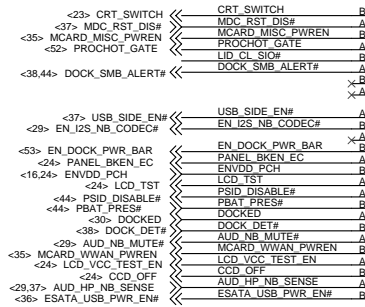 <23> CRT_SWITCH CRT_SWITCH B
<37> MDC_RST_DIS# MDC_RST_DIS# A
<35> MCARD_MISC_PWREN MCARD_MISC_PWREN B
<52> PROCHOT_GATE PROCHOT_GATE A
LID_CL_SIO# B
<38,44> DOCK_SMB_ALERT# DOCK_SMB_ALERT# A
B
A
<37> USB_SIDE_EN# USB_SIDE_EN# A
<29> EN_I2S_NB_CODEC# EN_I2S_NB_CODEC# B
A
<53> EN_DOCK_PWR_BAR EN_DOCK_PWR_BAR B
<24> PANEL_BKEN_EC PANEL_BKEN_EC A
<16,24> ENVDD_PCH ENVDD_PCH B
<24> LCD_TST LCD_TST A
<44> PSID_DISABLE# PSID_DISABLE# A
<44> PBAT_PRES# PBAT_PRES# B
<30> DOCKED DOCKED A
<38> DOCK_DET# DOCK_DET# B
<29> AUD_NB_MUTE# AUD_NB_MUTE# A
<35> MCARD_WWAN_PWREN MCARD_WWAN_PWREN B
<24> LCD_VCC_TEST_EN LCD_VCC_TEST_EN A
<24> CCD_OFF CCD_OFF B
<29,37> AUD_HP_NB_SENSE AUD_HP_NB_SENSE A
<36> ESATA_USB_PWR_EN# ESATA_USB_PWR_EN# B